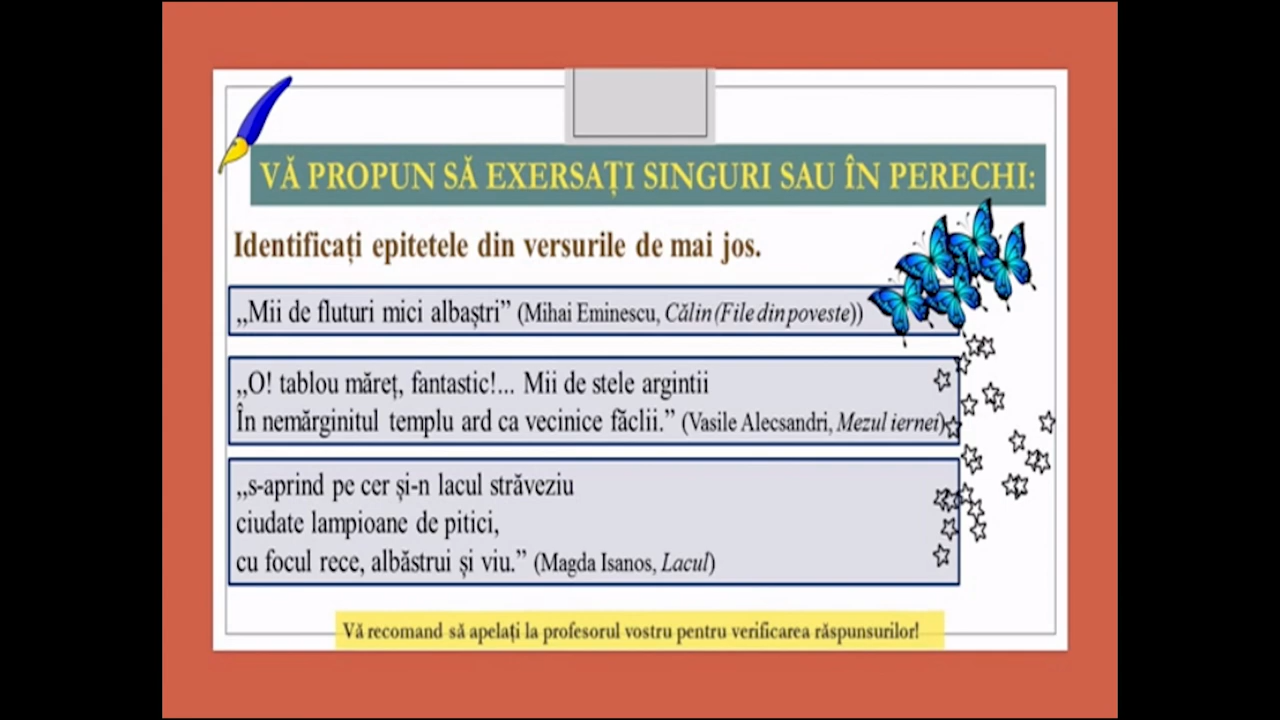 VĂ PROPUN SĂ EXERSAȚI SINGURI SAU ÎN PERECHI:
Identificați epitetele din versurile de mai jos.
„Mii de fluturi mici albaștri” (Mihai Eminescu, Călin (File din poveste))
„O! tablou măreț, fantastic!... Mii de stele argintii
În nemărginitul templu ard ca vecinice făclii.” (Vasile Alecsandri, Mezul iernei)
„s-aprind pe cer și-n lacul străveziu
ciudate lampioane de pitici,
cu focul rece, albăstrui și viu.” (Magda Isanos, Lacul)
Vă recomand să apelați la profesorul vostru pentru verificarea răspunsurilor!